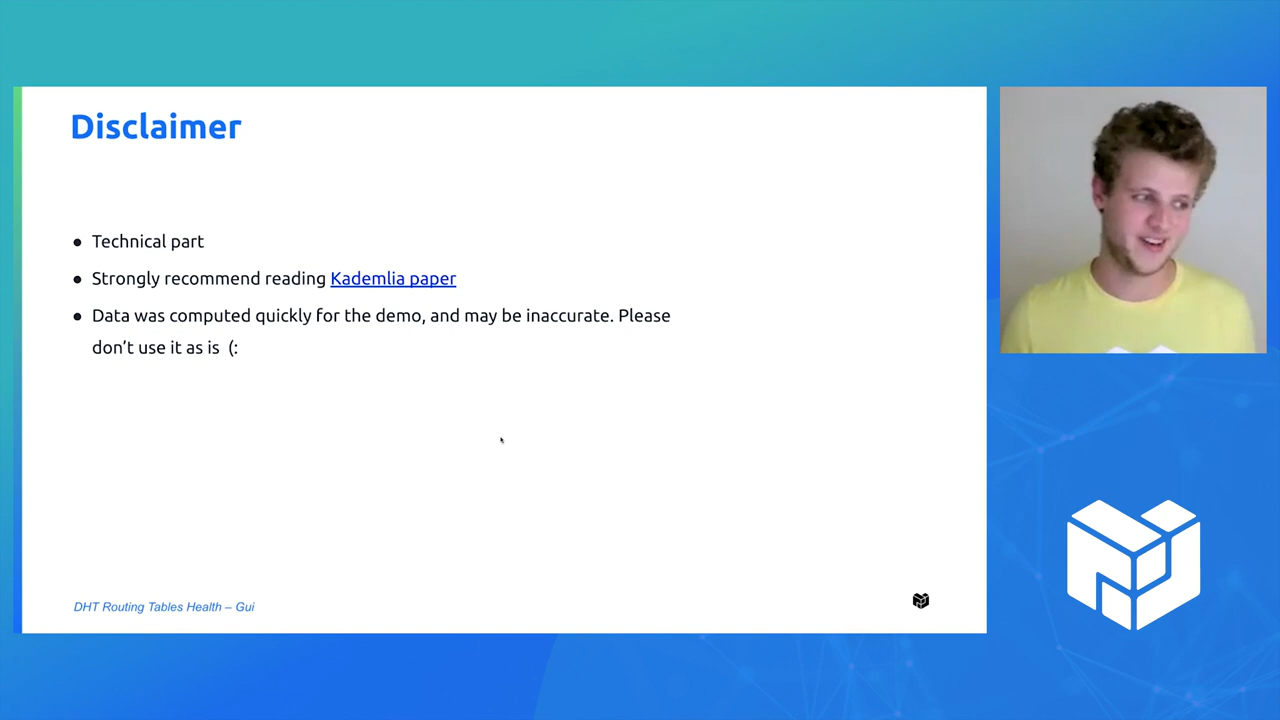 Disclaimer
● Technical part
● Strongly recommend reading Kademlia paper
● Data was computed quickly for the demo, and may be inaccurate. Please
don’t use it as is  (:
DHT Routing Tables Health – Gui